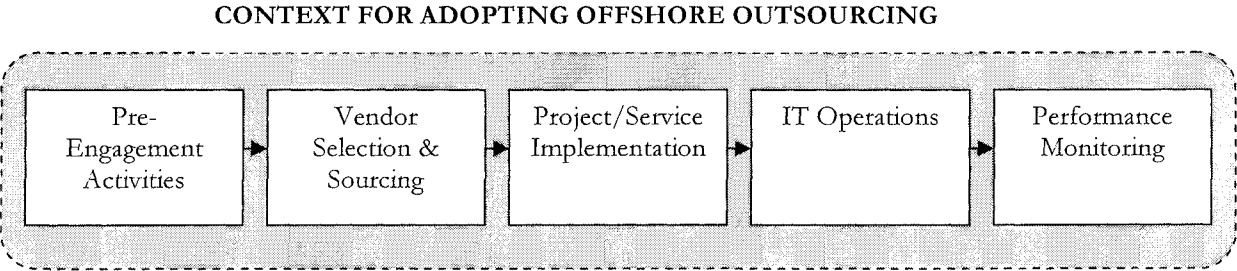 CONTEXT FOR ADOPTING OFFSHORE OUTSOURCING
Pre-
Engagement
Activities
Vendor
Selection &
Sourcing
Project/Service
Implementation
IT Operations
Performance
Monitoring